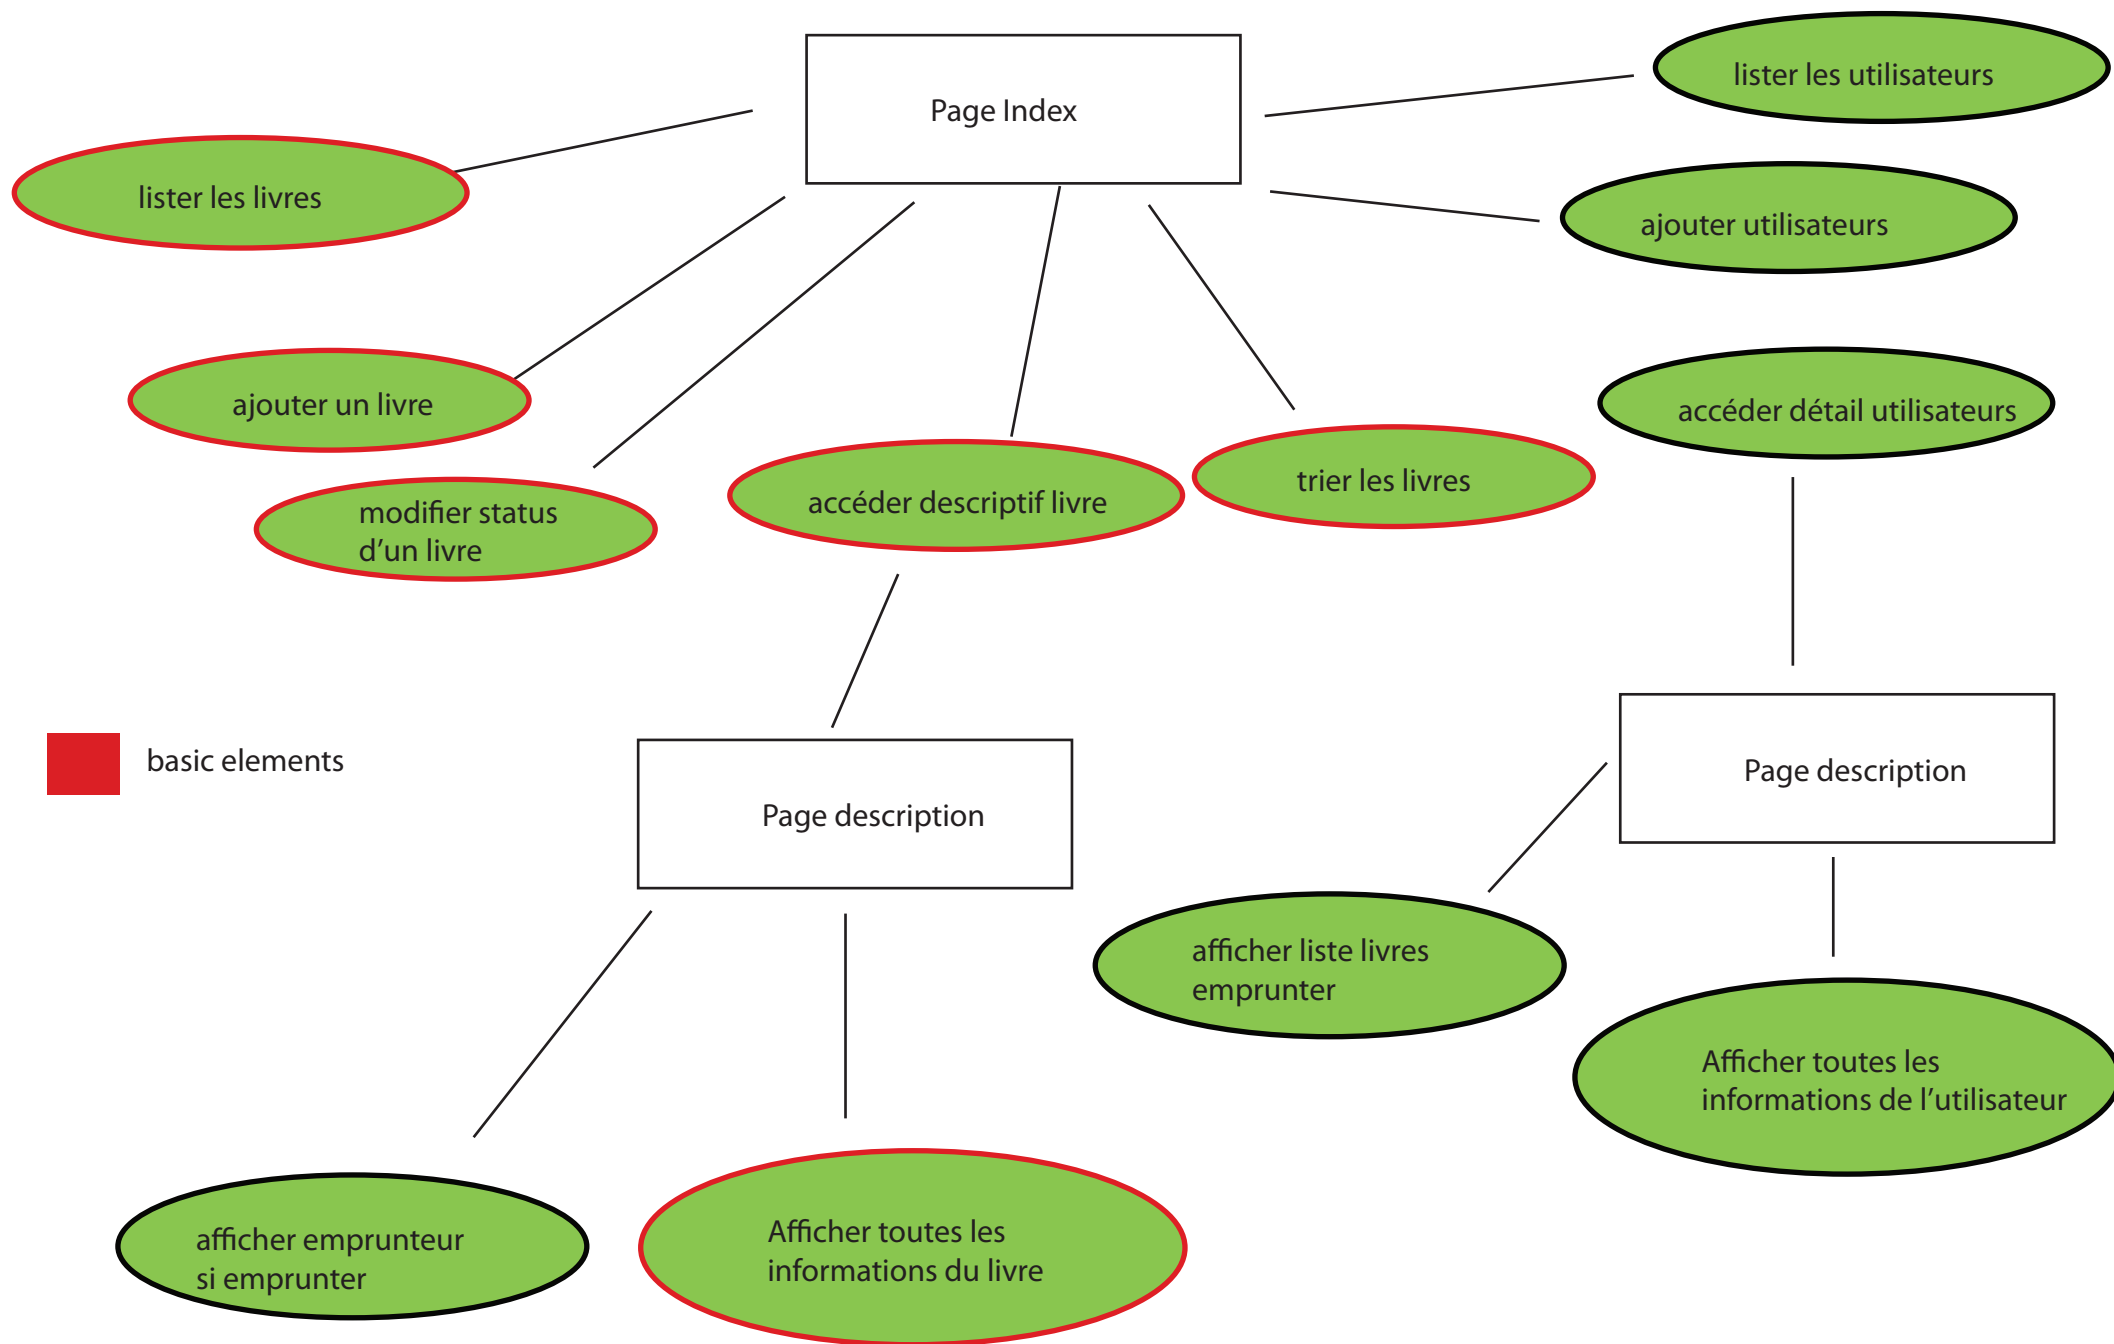 Page Index
lister les utilisateurs
lister les livres
ajouter utilisateurs
ajouter un livre
accéder détail utilisateurs
modifier status
d’un livre
accéder descriptif livre
trier les livres
basic elements
Page description
Page description
afficher liste livres
emprunter
Afficher toutes les
informations de l’utilisateur
afficher emprunteur
si emprunter
Afficher toutes les
informations du livre